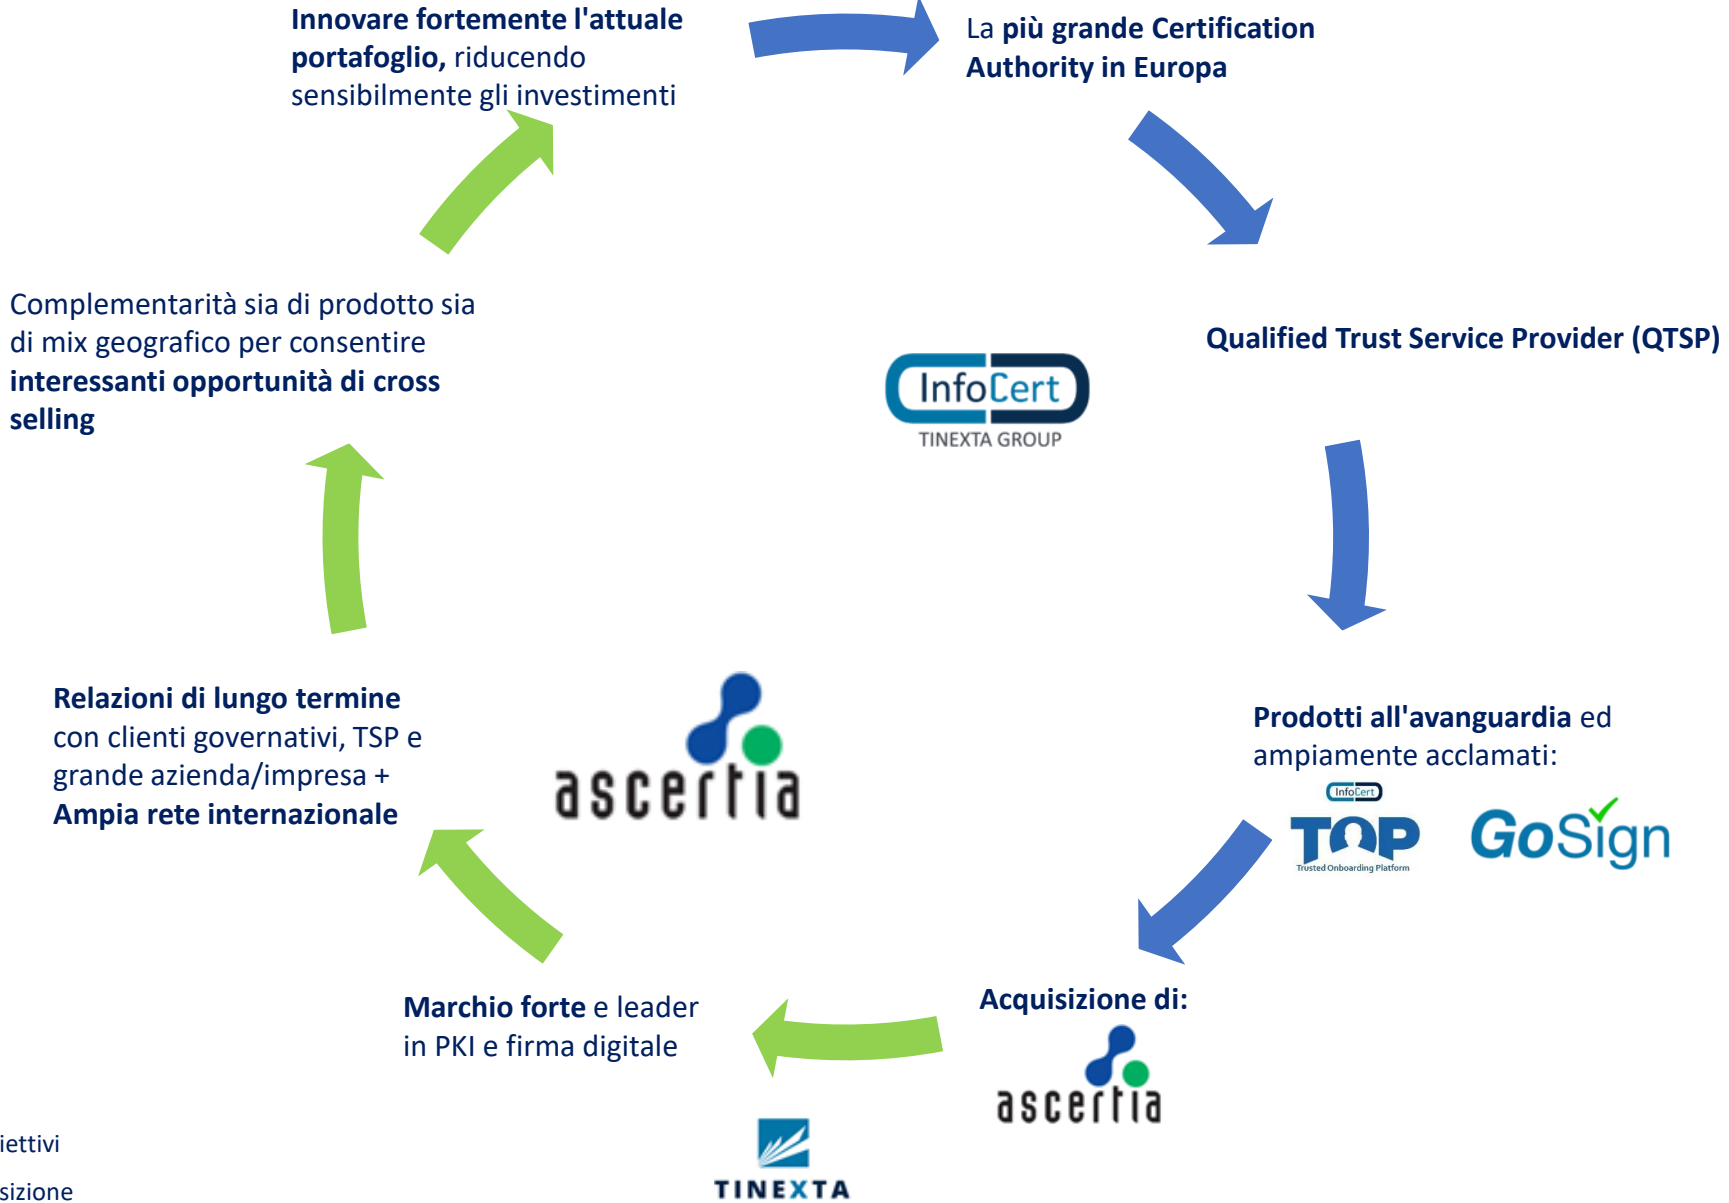 Innovare fortemente l'attuale
portafoglio, riducendo
sensibilmente gli investimenti
La più grande Certification
Authority in Europa
Qualified Trust Service Provider (QTSP)
InfoCert
TINEXTA GROUP
Prodotti all'avanguardia ed
ampiamente acclamati:
InfoCert
TOP
Trusted Onboarding Platform
GoSign
Acquisizione di:
ascertia
Marchio forte e leader
in PKI e firma digitale
Relazioni di lungo termine
con clienti governativi, TSP e
grande azienda/impresa +
Ampia rete internazionale
ascertia
Complementarità sia di prodotto sia
di mix geografico per consentire
interessanti opportunità di cross
selling
iettivi
sizione
TINEXTA